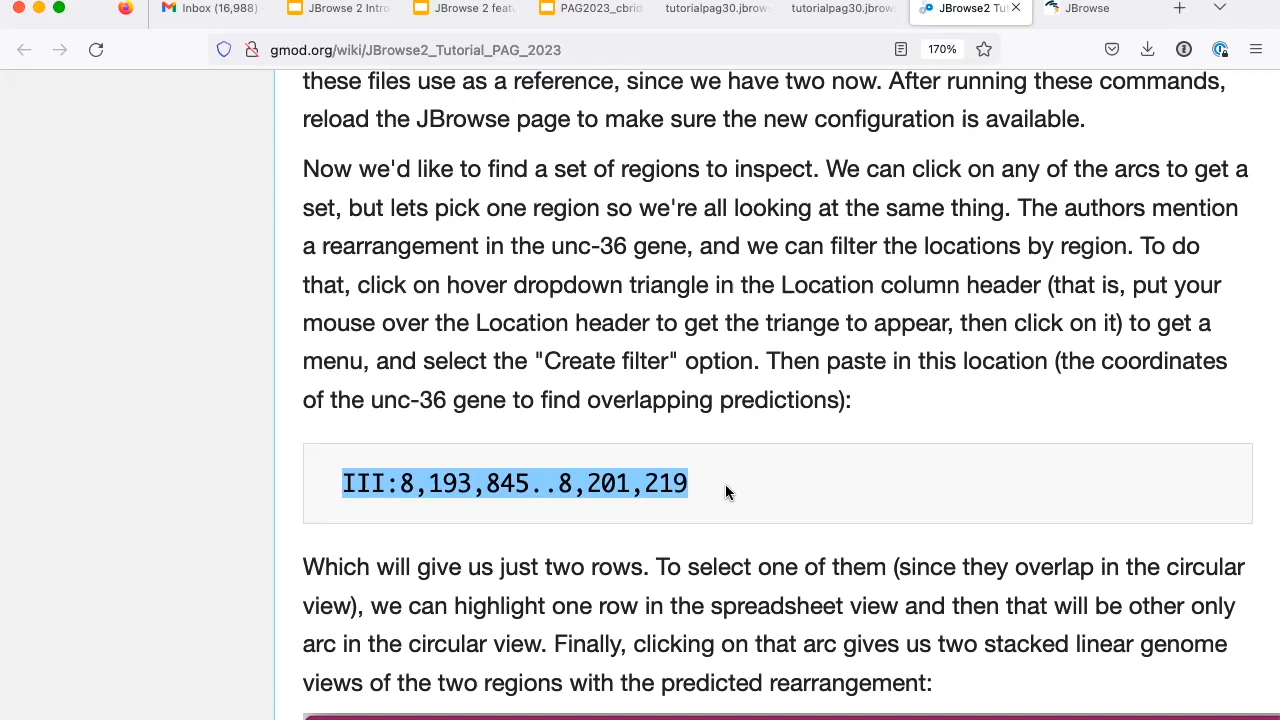 Inbox (16,988)
JBrowse 2 Intro
JBrowse 2 feat
PAG2023_cbrid
tutorialpag30.jbrow
tutorialpag30.jbrow
JBrowse2 Tu
JBrowse
gmod.org/wiki/JBrowse2_Tutorial_PAG_2023
170%
these files use as a reference, since we have two now. After running these commands,
reload the JBrowse page to make sure the new configuration is available.
Now we'd like to find a set of regions to inspect. We can click on any of the arcs to get a
set, but lets pick one region so we're all looking at the same thing. The authors mention
a rearrangement in the unc-36 gene, and we can filter the locations by region. To do
that, click on hover dropdown triangle in the Location column header (that is, put your
mouse over the Location header to get the triange to appear, then click on it) to get a
menu, and select the "Create filter" option. Then paste in this location (the coordinates
of the unc-36 gene to find overlapping predictions):
III:8,193,845..8,201,219
Which will give us just two rows. To select one of them (since they overlap in the circular
view), we can highlight one row in the spreadsheet view and then that will be other only
arc in the circular view. Finally, clicking on that arc gives us two stacked linear genome
views of the two regions with the predicted rearrangement: